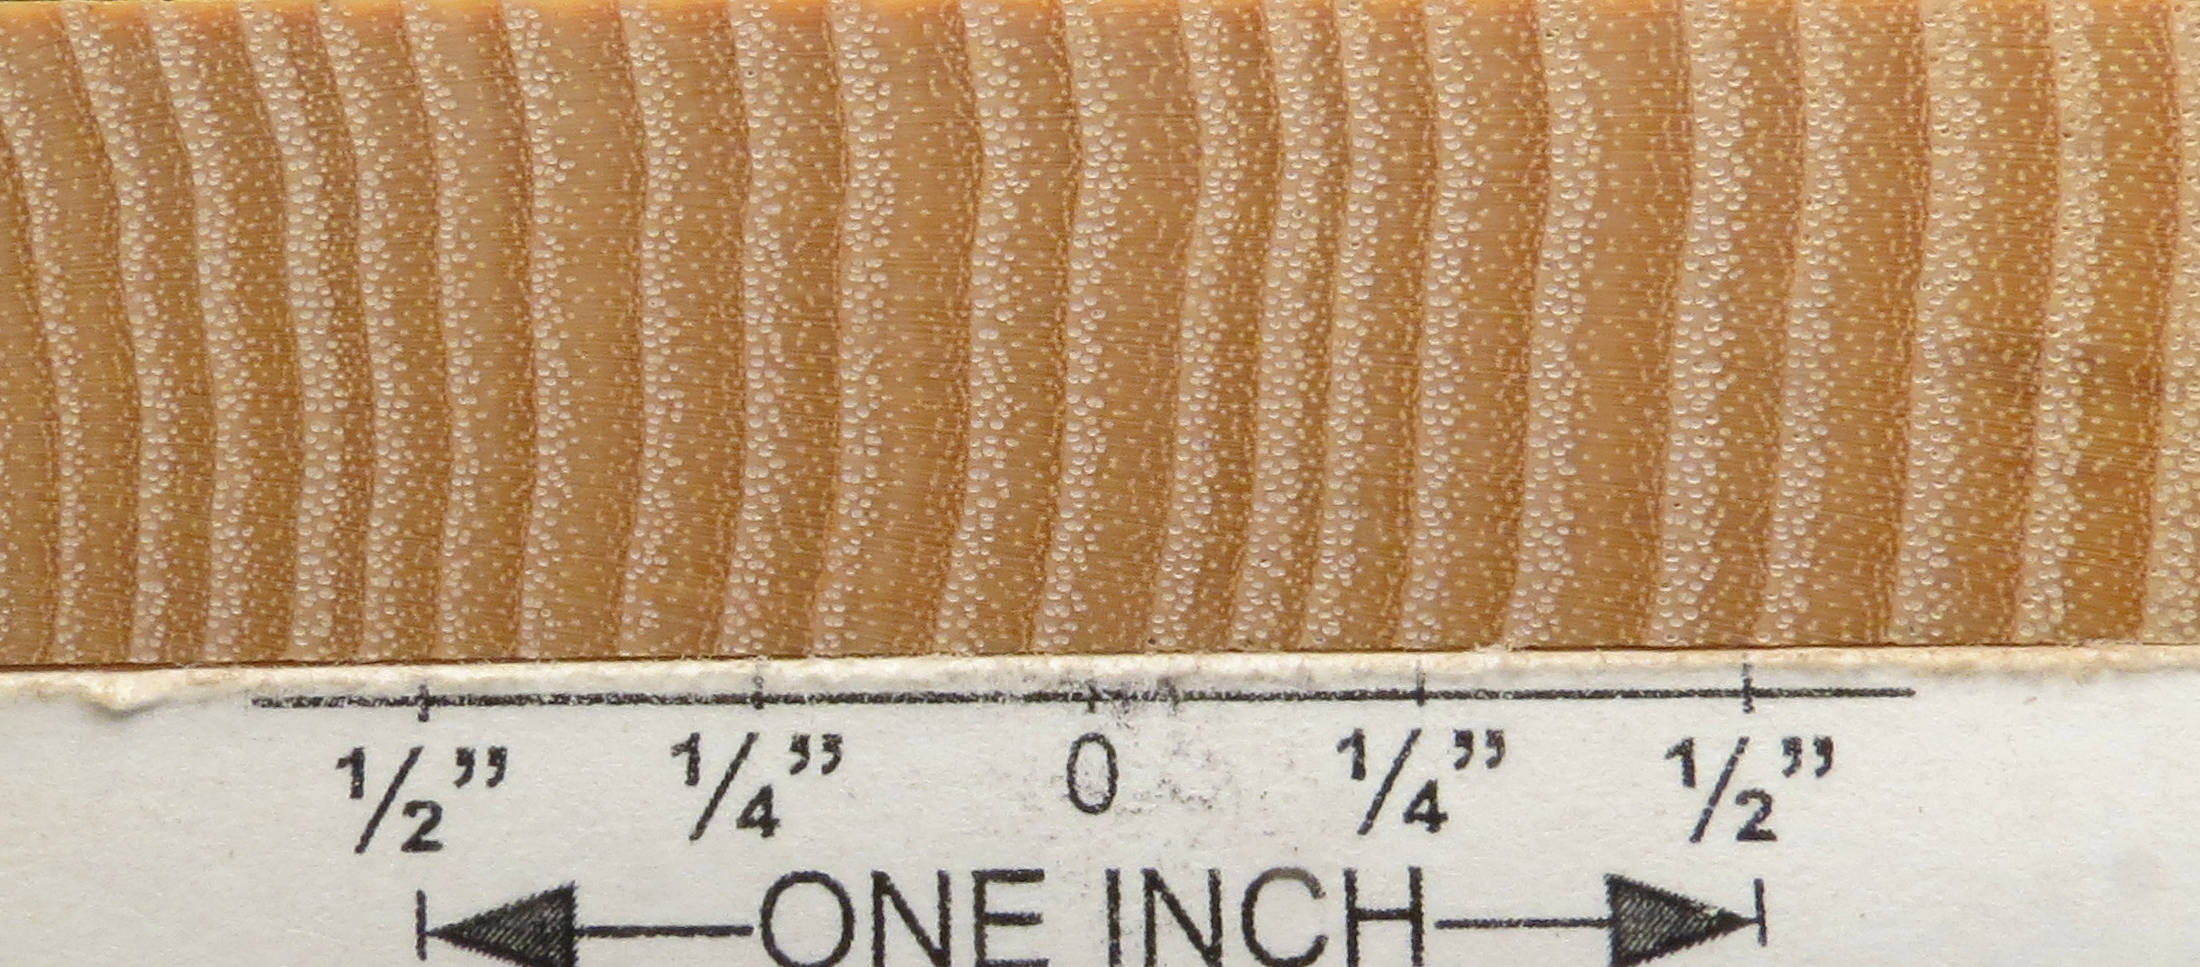 1/2” 1/4” 0 1/4” 1/2”
ONE INCH